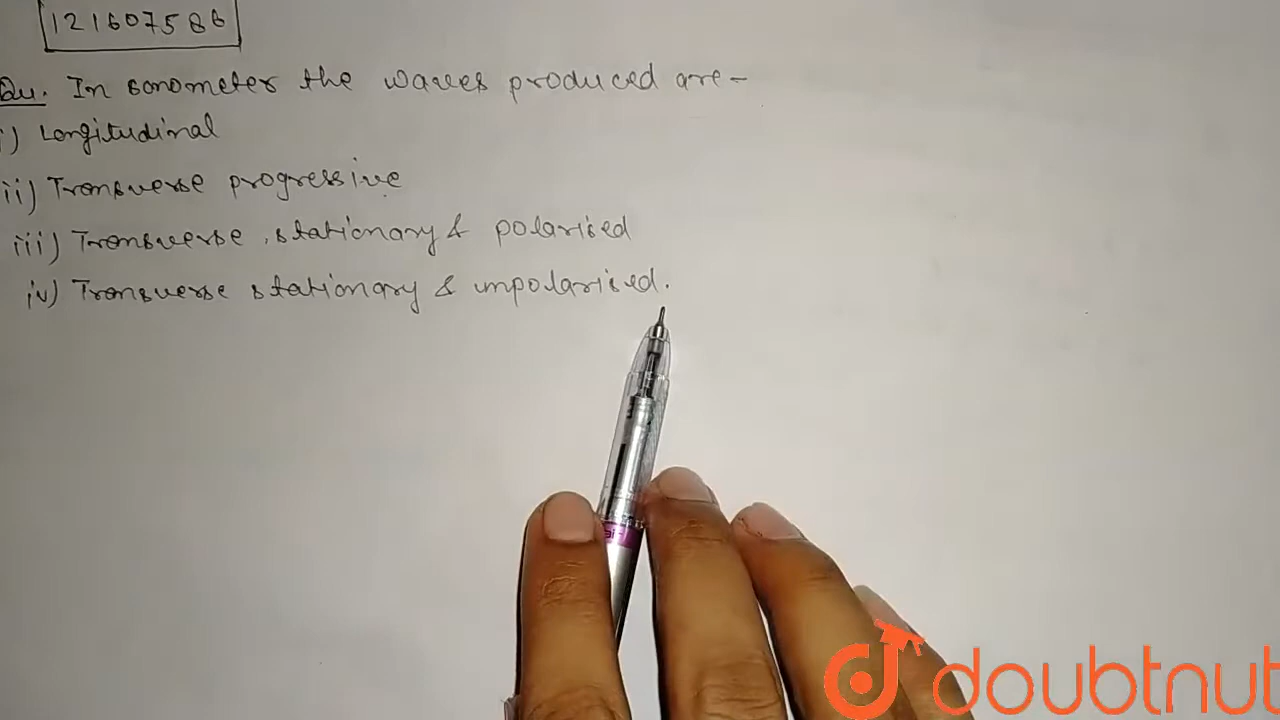 121607586
Qu. In sonometer the waves produced are-
i) Longitudinal
ii) Transverse progressive
iii) Transverse, stationary & polarised
iv) Transverse stationary & unpolarised.
doubtnut